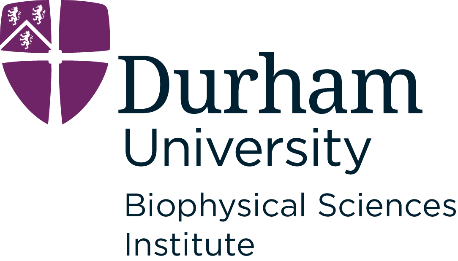 Durham
University
Biophysical Sciences
Institute